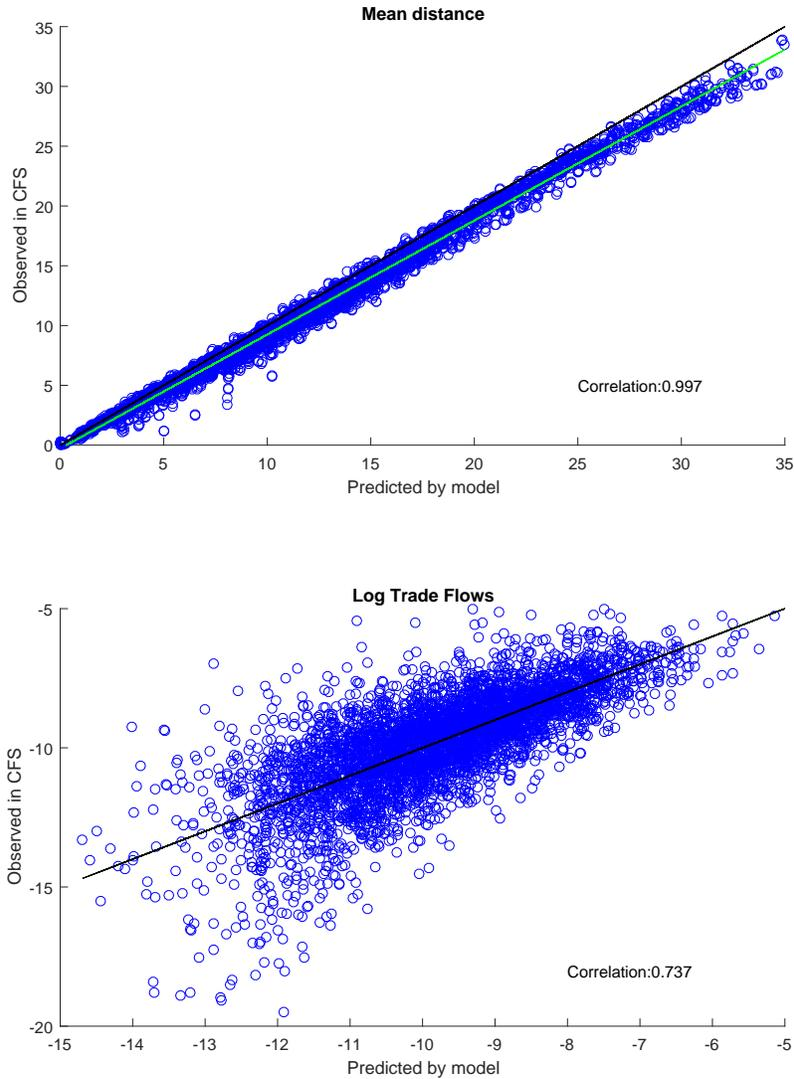 Mean distance
35
30
25
20
15
10
5
0
Observed in CFS
Correlation:0.997
0 5 10 15 20 25 30 35
Predicted by model
Log Trade Flows
-5
-10
-15
-20
Observed in CFS
Correlation:0.737
-15 -14 -13 -12 -11 -10 -9 -8 -7 -6 -5
Predicted by model